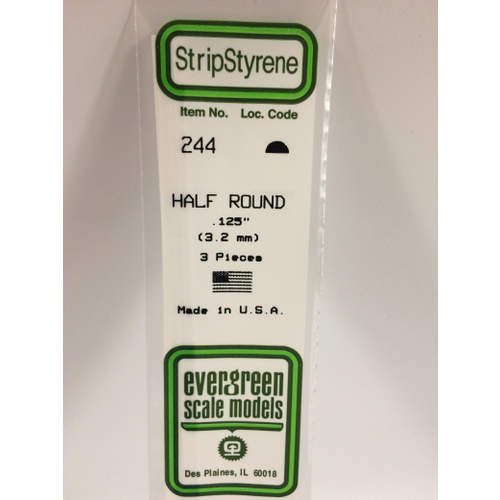 StripStyrene
Item No. Loc. Code
244
HALF ROUND
.125"
(3.2 mm)
3 Pieces
Made in U.S.A.
evergreen
scale models
Des Plaines, IL 60018